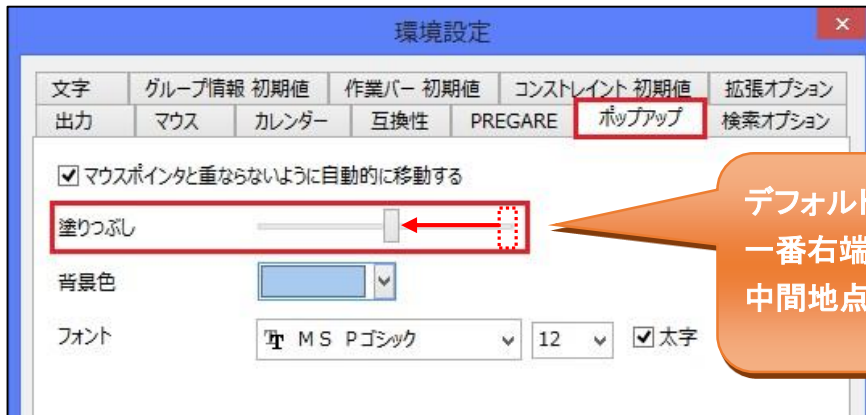 環境設定
×
文字 グループ情報 初期値 作業バー 初期値 コンストレイント 初期値 拡張オプション
出力 マウス カレンダー 互換性 PREGARE ポップアップ 検索オプション
マウスポインタと重ならないように自動的に移動する
塗りつぶし
背景色
フォント MS Pゴシック 12 太字
デフォルト
一番右端
中間地点